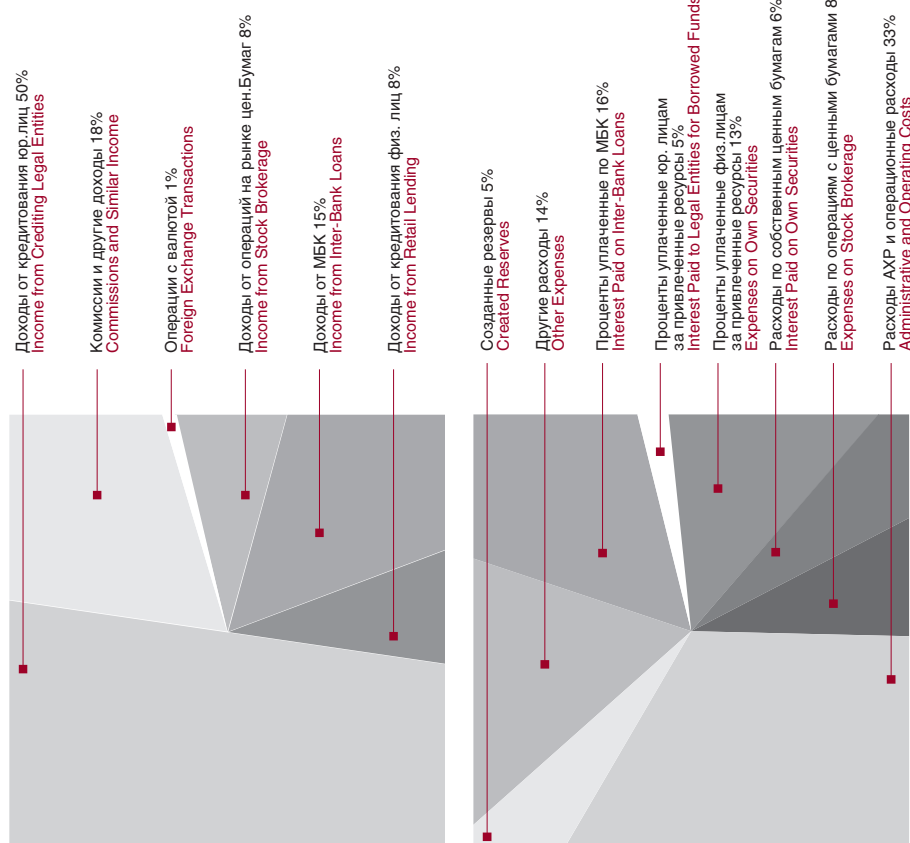 Доходы от кредитования юр.лиц 50%
Income from Crediting Legal Entities
Комиссии и другие доходы 18%
Commissions and Similar Income
Операции с валютой 1%
Foreign Exchange Transactions
Доходы от операций на рынке цен.Бумаг 8%
Income from Stock Brokerage
Доходы от МБК 15%
Income from Inter-Bank Loans
Доходы от кредитования физ. лиц 8%
Income from Retail Lending
Созданные резервы 5%
Created Reserves
Другие расходы 14%
Other Expenses
Проценты уплаченные по МБК 16%
Interest Paid on Inter-Bank Loans
Проценты уплаченные юр. лицам
за привлеченные ресурсы 5%
Interest Paid to Legal Entities for Borrowed Funds
Проценты уплаченные физ.лицам
за привлеченные ресурсы 13%
Expenses on Own Securities
Расходы по собственным ценным бумагам 6%
Interest Paid on Own Securities
Расходы по операциям с ценными бумагами 8
Expenses on Stock Brokerage
Расходы АХР и операционные расходы 33%
Administrative and Operating Costs